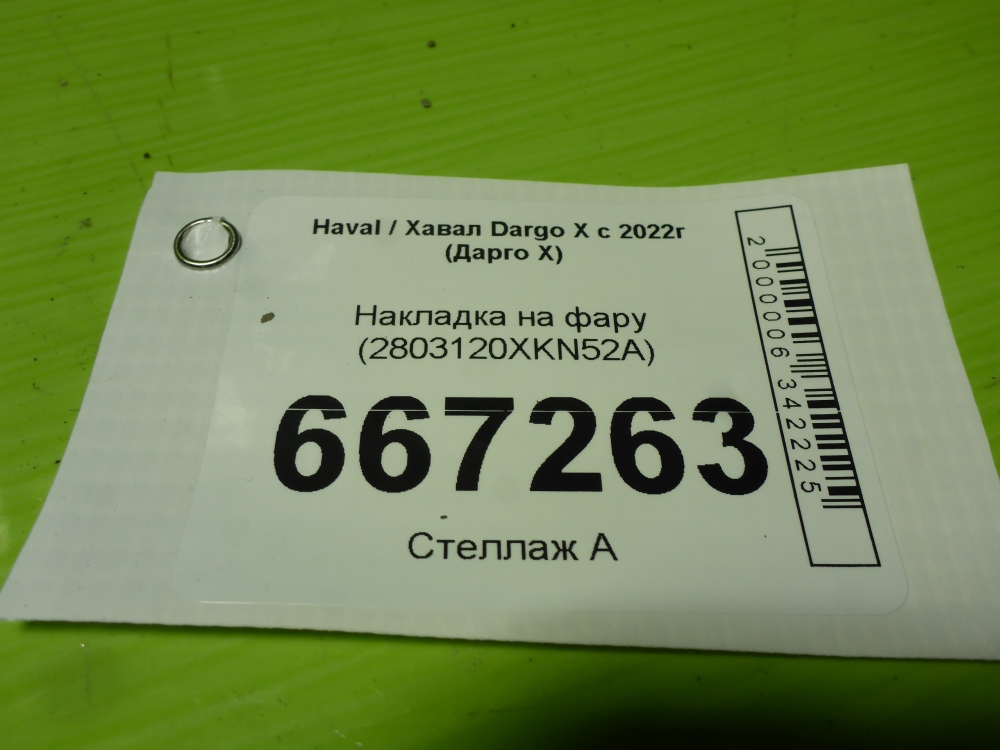 Haval / Хавал Dargo X с 2022г
(Дарго X)
Накладка на фару
(2803120XKN52A)
667263
Стеллаж А
2000006342225